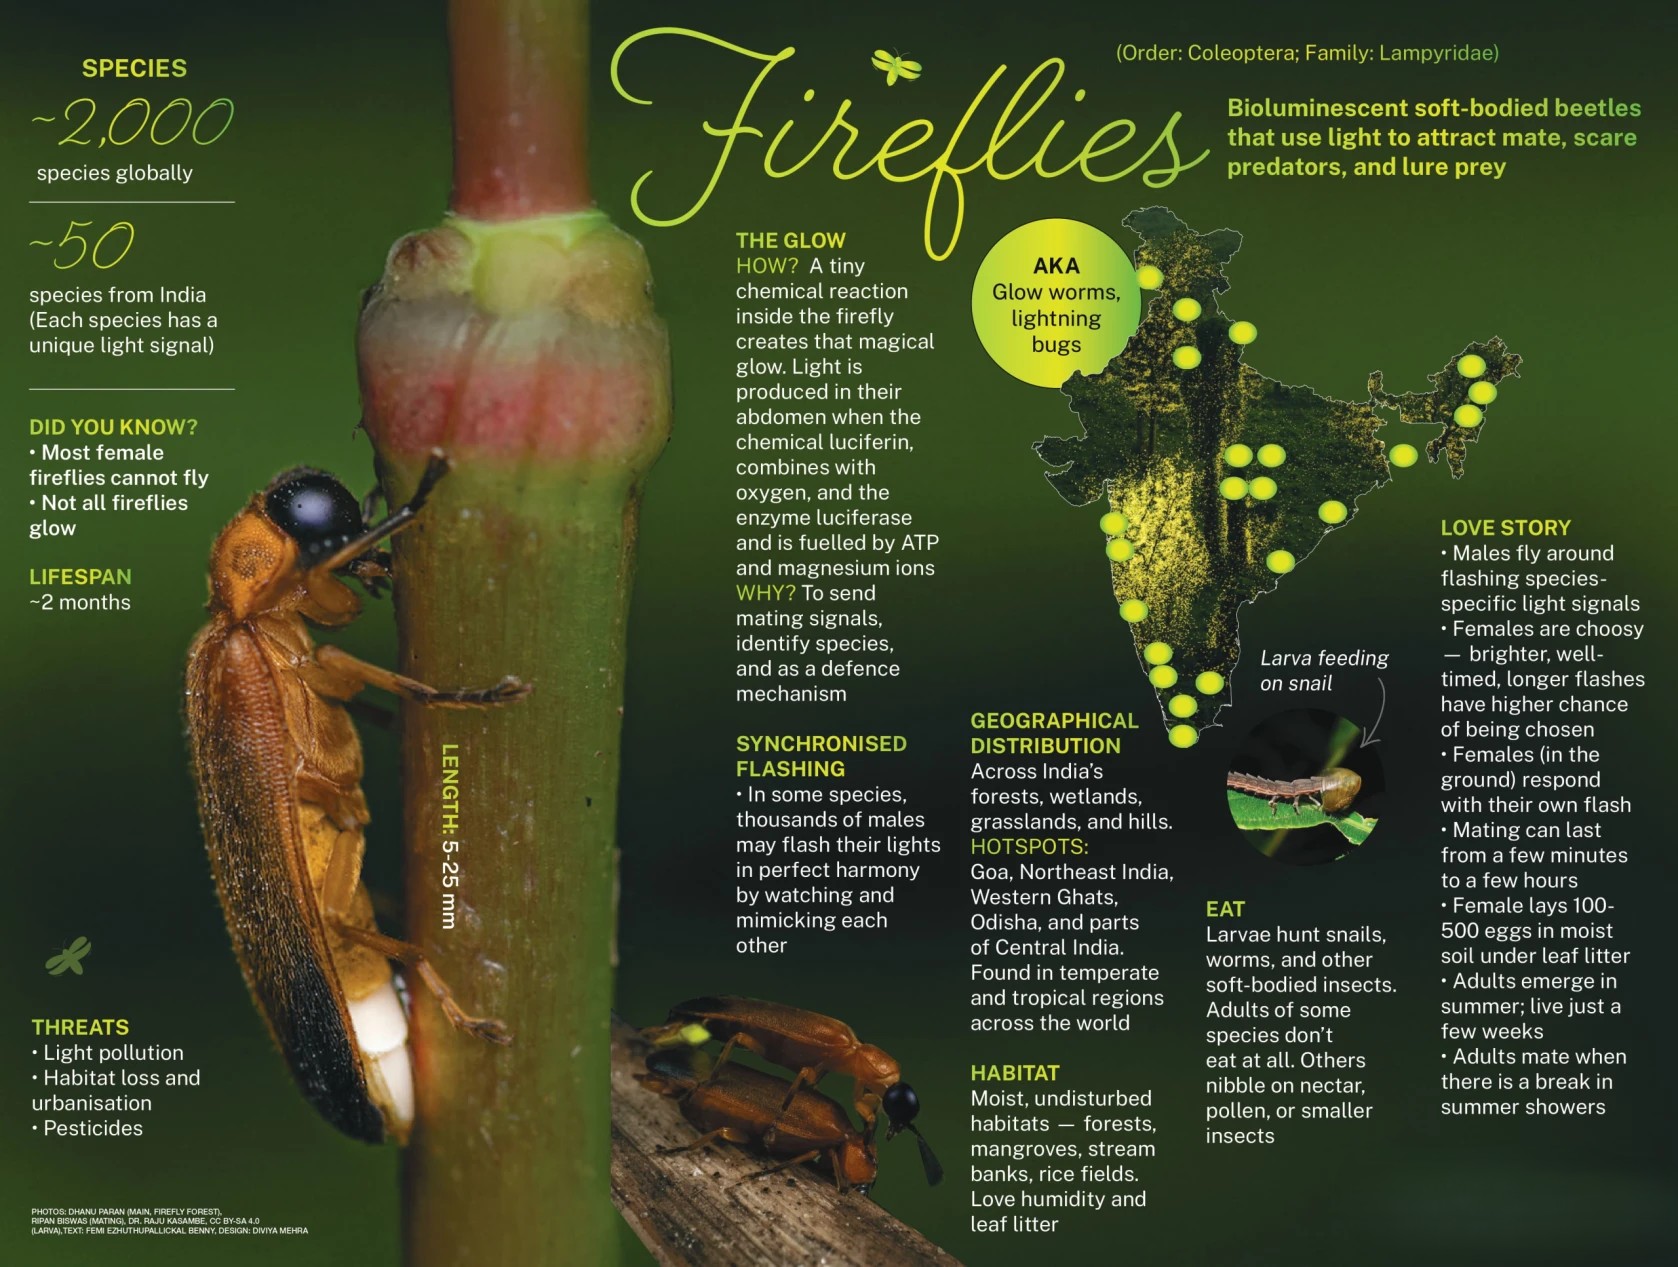 SPECIES
~2,000
species globally
~50
species from India
(Each species has a
unique light signal)
DID YOU KNOW?
• Most female
fireflies cannot fly
• Not all fireflies
glow
LIFESPAN
~2 months
THREATS
• Light pollution
• Habitat loss and
urbanisation
• Pesticides
PHOTOS: DHANU PARAN (MAIN, FIREFLY FOREST),
RIPAN BISWAS (MATING), DR. RAJU KASAMBE, CC BY-SA 4.0
(LARVA),TEXT: FEMI EZHUTHUPALLICKAL BENNY, DESIGN: DIVIYA MEHRA
LENGTH: 5-25 mm
Fireflies
(Order: Coleoptera; Family: Lampyridae)
Bioluminescent soft-bodied beetles
that use light to attract mate, scare
predators, and lure prey
THE GLOW
HOW? A tiny
chemical reaction
inside the firefly
creates that magical
glow. Light is
produced in their
abdomen when the
chemical luciferin,
combines with
oxygen, and the
enzyme luciferase
and is fuelled by ATP
and magnesium ions
WHY? To send
mating signals,
identify species,
and as a defence
mechanism
SYNCHRONISED
FLASHING
• In some species,
thousands of males
may flash their lights
in perfect harmony
by watching and
mimicking each
other
AKA
Glow worms,
lightning
bugs
GEOGRAPHICAL
DISTRIBUTION
Across India's
forests, wetlands,
grasslands, and hills.
HOTSPOTS:
Goa, Northeast India,
Western Ghats,
Odisha, and parts
of Central India.
Found in temperate
and tropical regions
across the world
HABITAT
Moist, undisturbed
habitats — forests,
mangroves, stream
banks, rice fields.
Love humidity and
leaf litter
Larva feeding
on snail
EAT
Larvae hunt snails,
worms, and other
soft-bodied insects.
Adults of some
species don't
eat at all. Others
nibble on nectar,
pollen, or smaller
insects
LOVE STORY
• Males fly around
flashing species-
specific light signals
• Females are choosy
— brighter, well-
timed, longer flashes
have higher chance
of being chosen
• Females (in the
ground) respond
with their own flash
• Mating can last
from a few minutes
to a few hours
• Female lays 100-
500 eggs in moist
soil under leaf litter
• Adults emerge in
summer; live just a
few weeks
• Adults mate when
there is a break in
summer showers